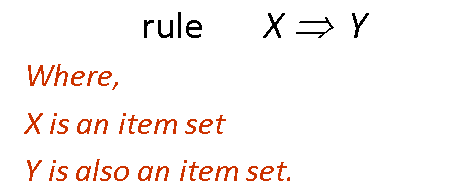 rule X ⇒ Y
Where,
X is an item set
Y is also an item set.